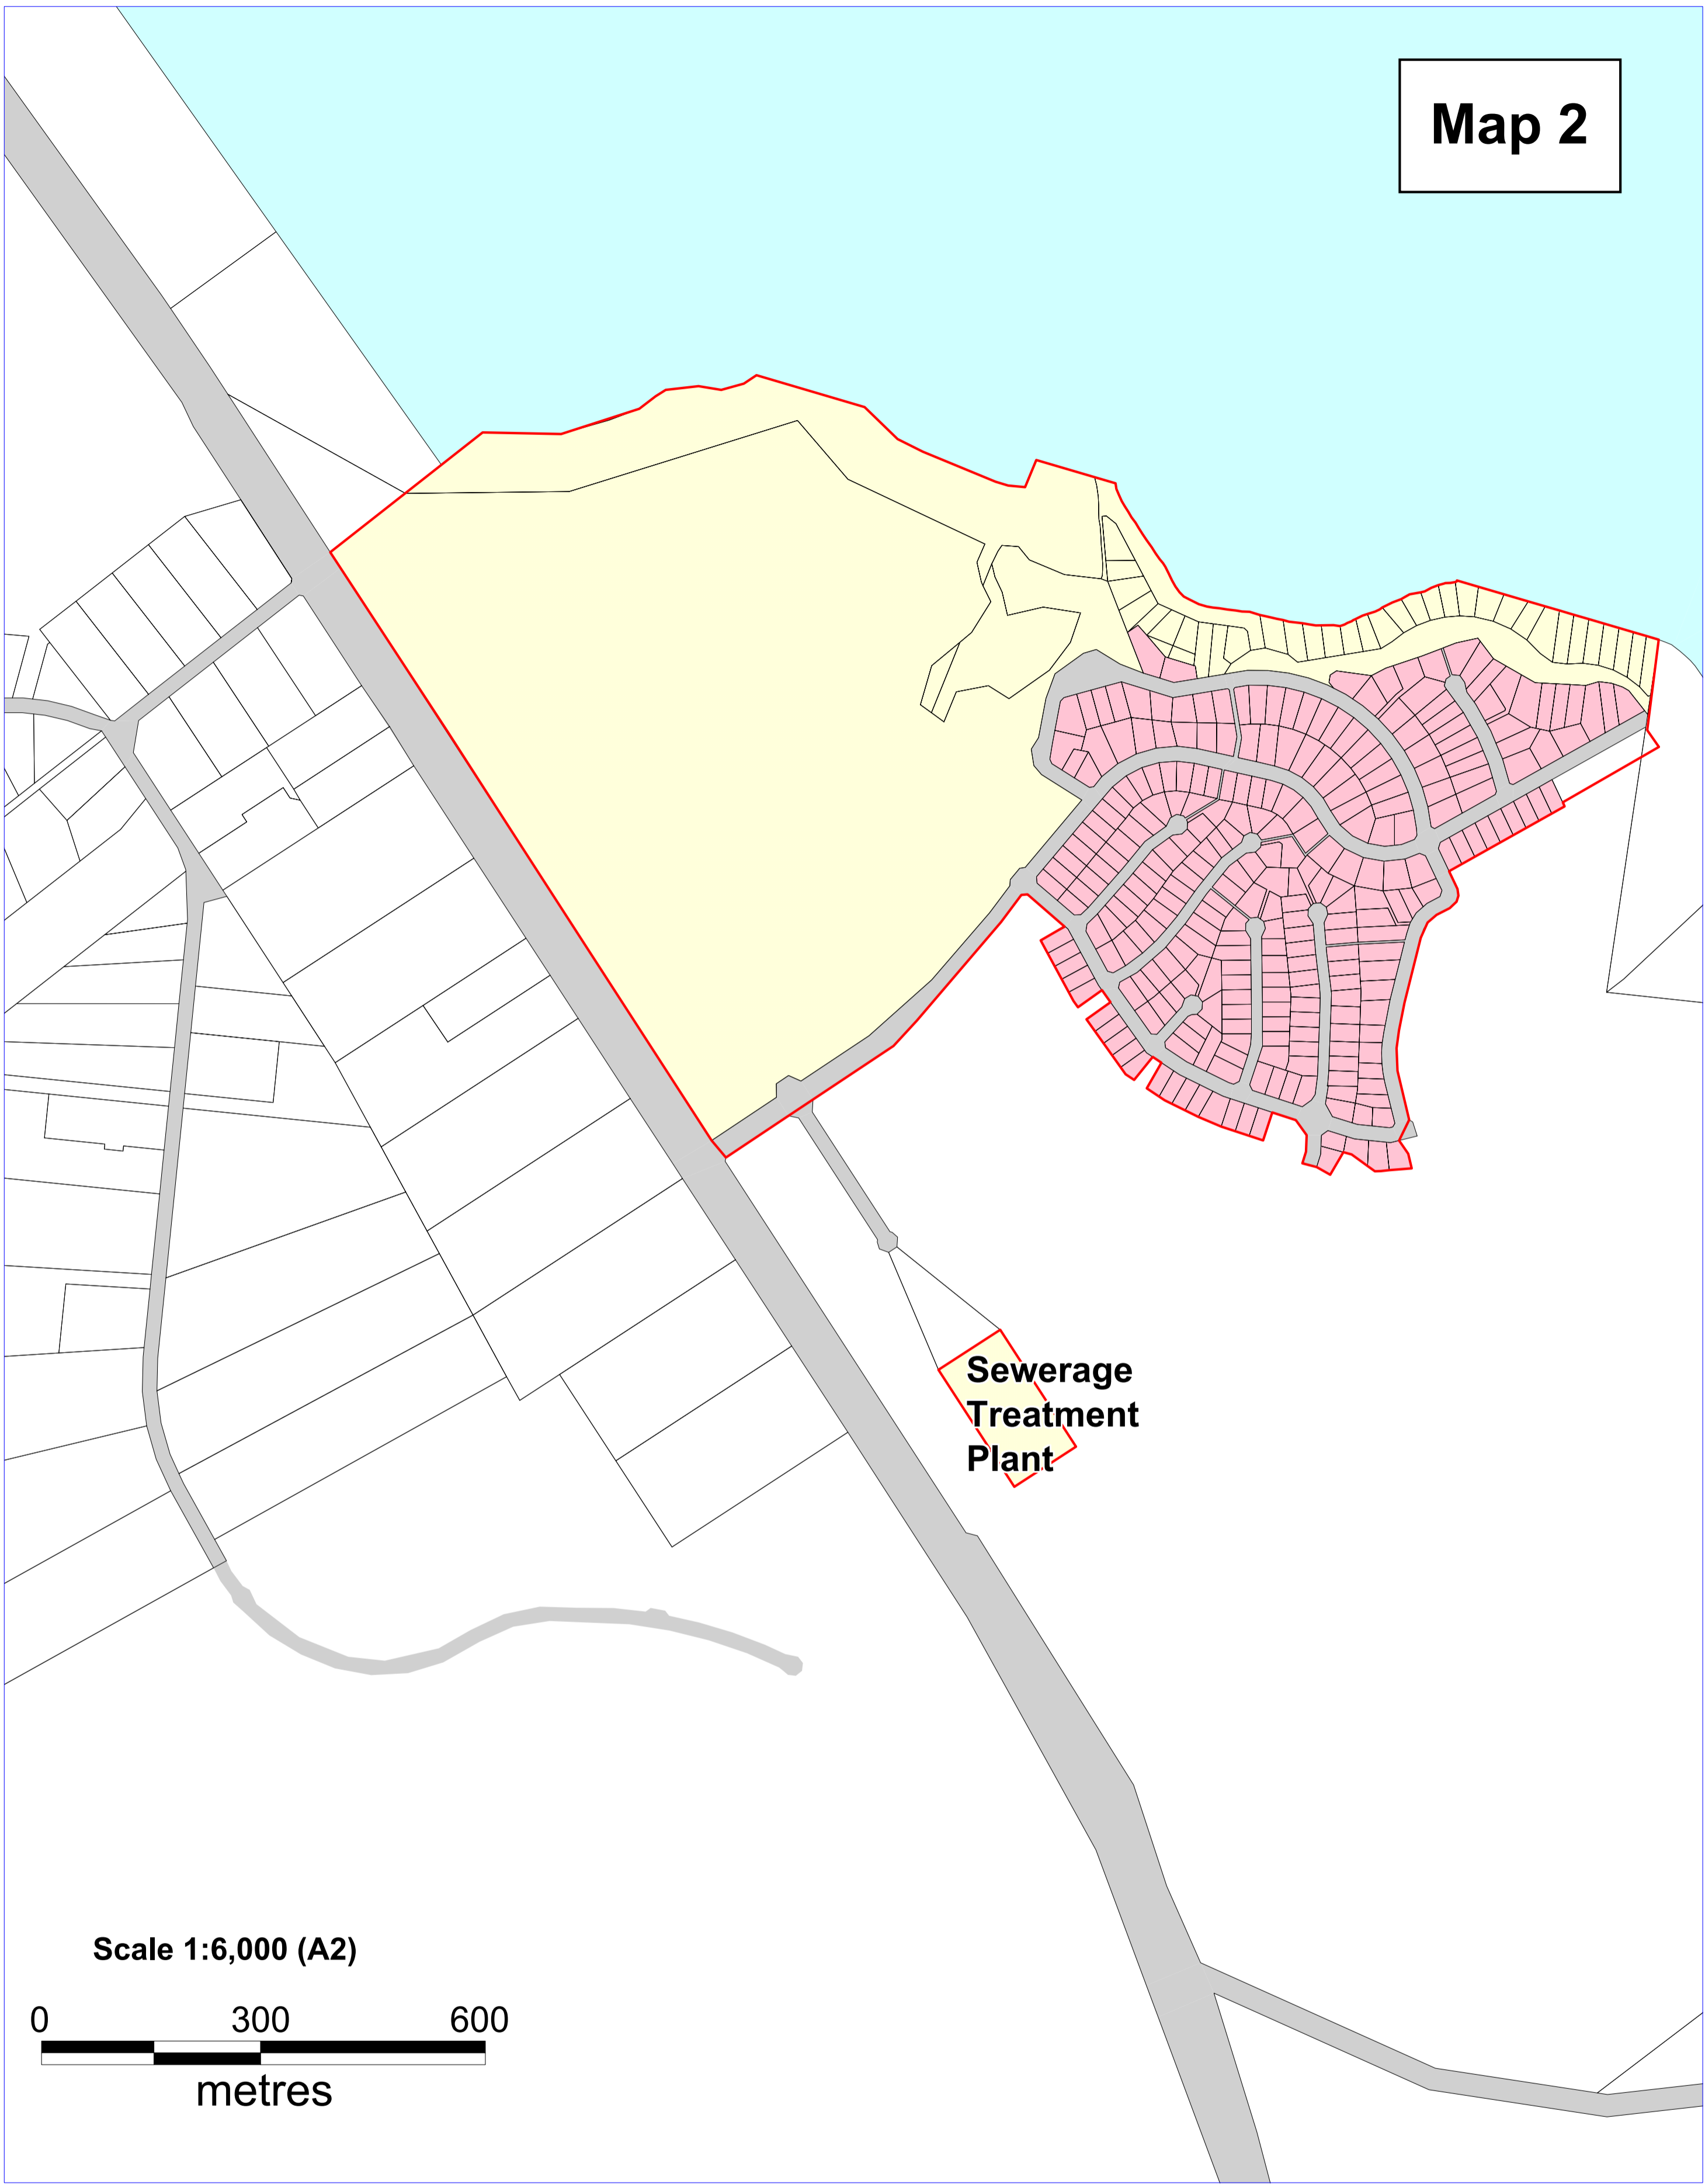 Map 2
Sewerage
Treatment
Plant
Scale 1:6,000 (A2)
0 300 600
metres